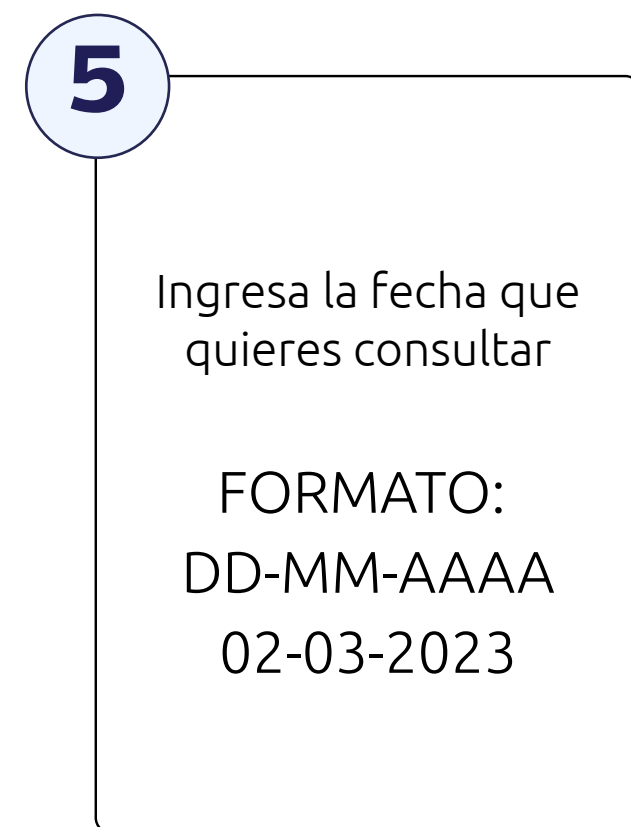 5
Ingresa la fecha que
quieres consultar
FORMATO:
DD-MM-AAAA
02-03-2023